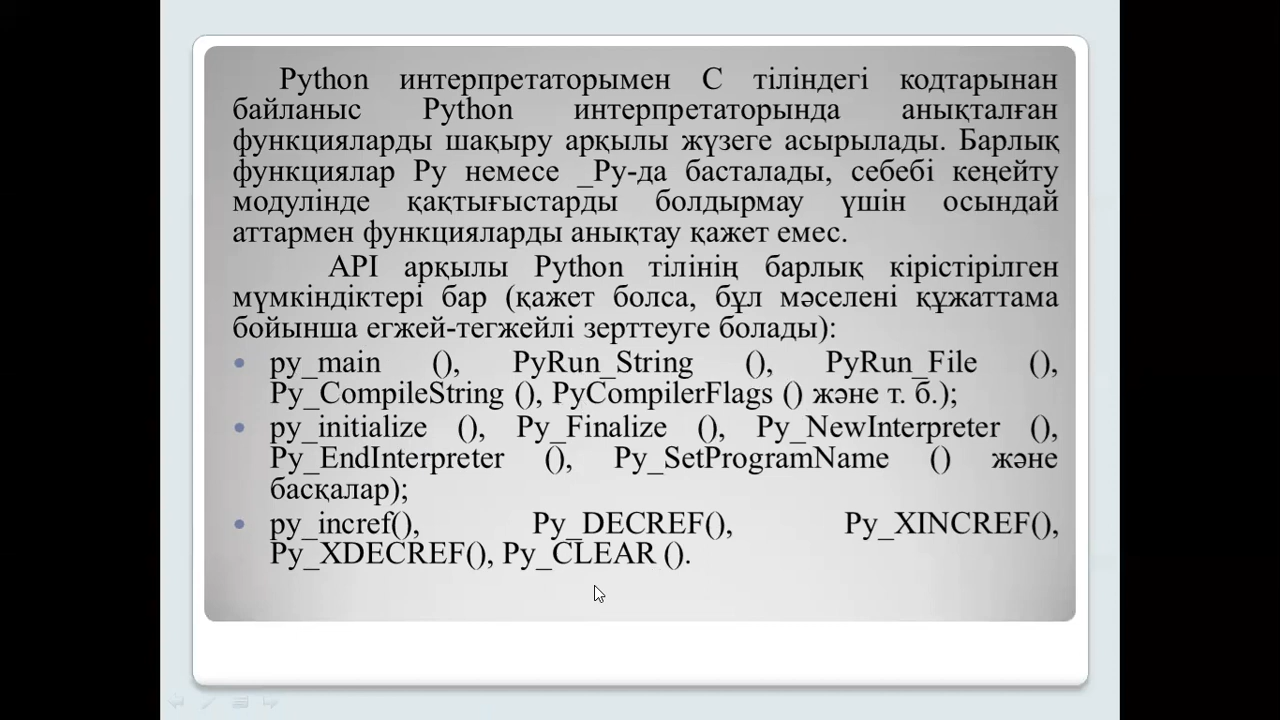 Python интерпретаторымен С тіліндегі кодтарынан
байланыс Python интерпретаторында анықталған
функцияларды шақыру арқылы жүзеге асырылады. Барлық
функциялар Py немесе _Py-да басталады, себебі кеңейту
модулінде қақтығыстарды болдырмау үшін осындай
аттармен функцияларды анықтау қажет емес.
API арқылы Python тілінің барлық кірістірілген
мүмкіндіктері бар (қажет болса, бұл мәселені құжаттама
бойынша егжей-тегжейлі зерттеуге болады):
• py_main (), PyRun_String (), PyRun_File (),
Py_CompileString (), PyCompilerFlags () және т. б.);
• py_initialize (), Py_Finalize (), Py_NewInterpreter (),
Py_EndInterpreter (), Py_SetProgramName () және
басқалар);
• py_incref(), Py_DECREF(), Py_XINCREF(),
Py_XDECREF(), Py_CLEAR ().